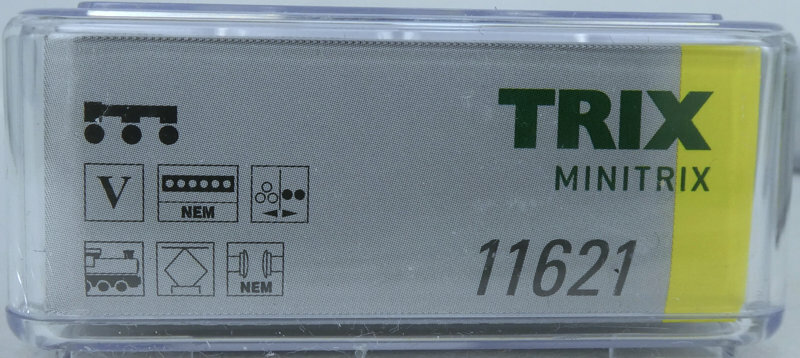 TRIX
MINITRIX
V
NEM
NEM
11621